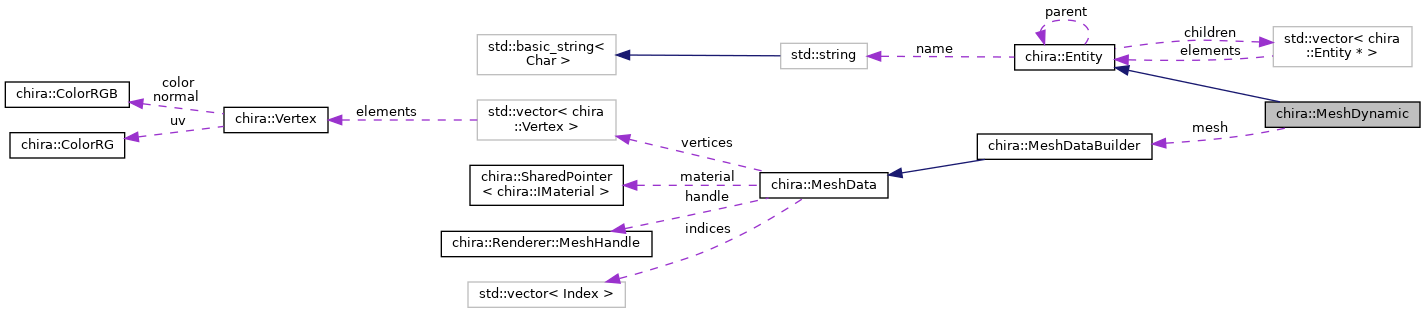 parent
std::basic_string<
Char >
std::string
name
chira::Entity
children
elements
std::vector< chira
::Entity * >
chira::ColorRGB
color
normal
uv
chira::ColorRG
chira::Vertex
elements
std::vector< chira
::Vertex >
chira::MeshDynamic
mesh
chira::MeshDataBuilder
vertices
chira::SharedPointer
< chira::IMaterial >
material
chira::MeshData
handle
chira::Renderer::MeshHandle
indices
std::vector< Index >